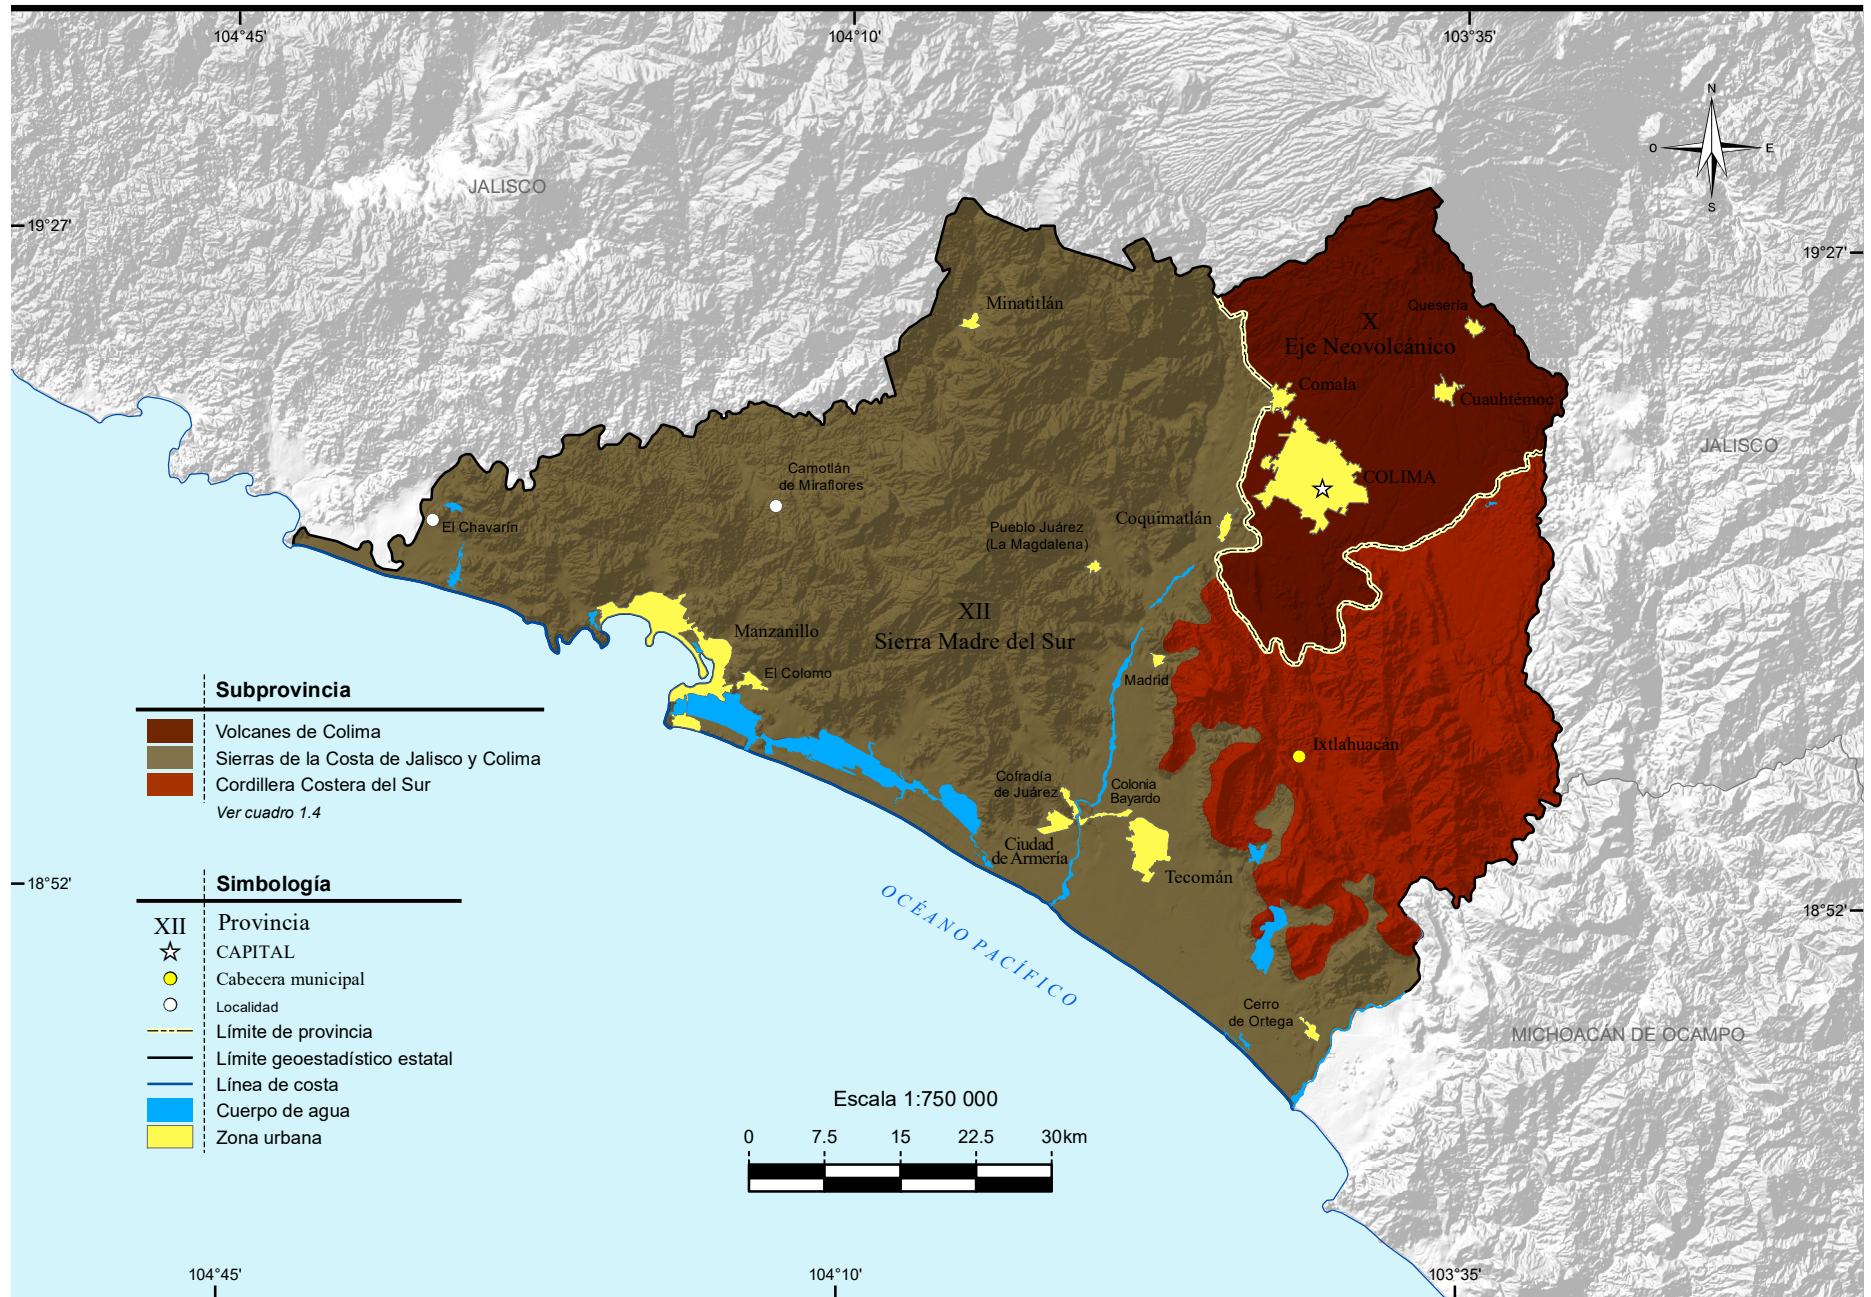 104°45'
104°10'
103°35'
N
O
E
S
JALISCO
19°27'
19°27'
Minatitlán
Quesería
X
Eje Neovolcánico
Comala
Cuauhtémoc
JALISCO
Camotlán
de Miraflores
COLIMA
El Chavarín
Coquimatlán
Pueblo Juárez
(La Magdalena)
XII
Sierra Madre del Sur
Manzanillo
El Colomo
Madrid
Ixtlahuacán
Cofradía
de Juárez
Colonia
Bayardo
Ciudad
de Armería
Tecomán
Subprovincia
Volcanes de Colima
Sierras de la Costa de Jalisco y Colima
Cordillera Costera del Sur
Ver cuadro 1.4
18°52'
18°52'
OCÉANO PACÍFICO
Cerro
de Ortega
MICHOACÁN DE OCAMPO
Simbología
XII Provincia
CAPITAL
Cabecera municipal
Localidad
Límite de provincia
Límite geoestadístico estatal
Línea de costa
Cuerpo de agua
Zona urbana
Escala 1:750 000
0 7.5 15 22.5 30km
104°45'
104°10'
103°35'